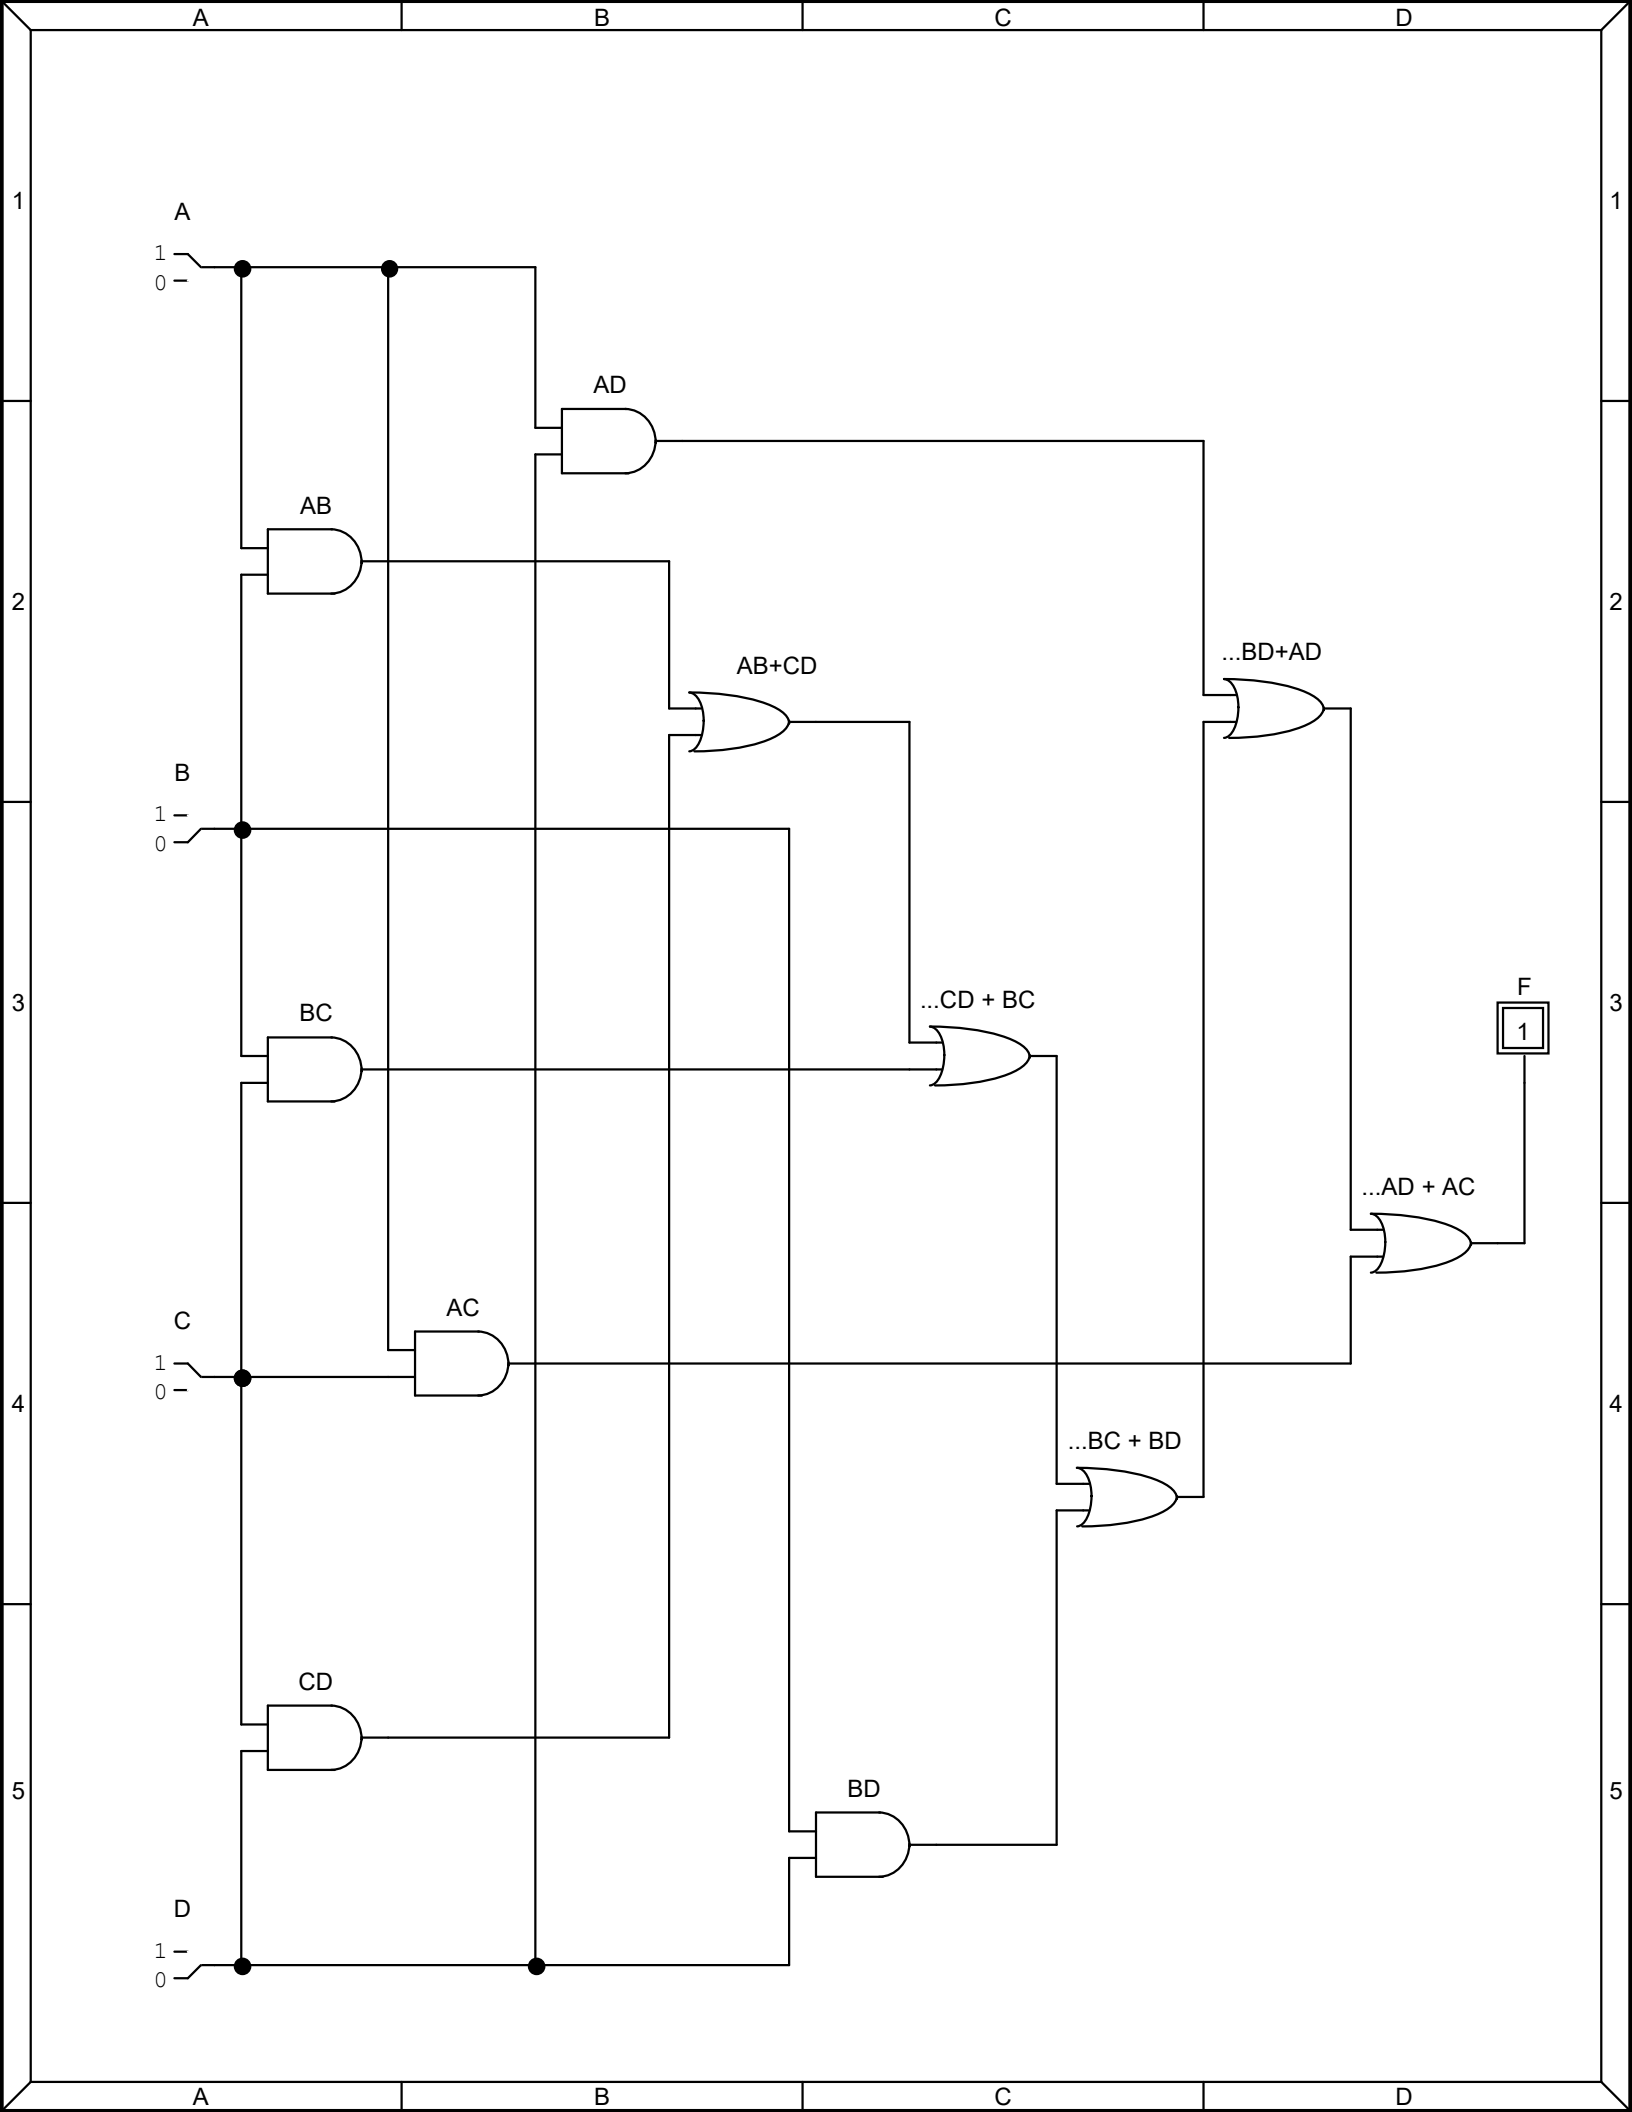 A B C D
1 1
A
1
0
AD
AB
2 2
...BD+AD
AB+CD
B
1
0
F
...CD + BC
3 3
BC
1
...AD + AC
AC
C
1
0
4 4
...BC + BD
CD
BD
5 5
D
1
0
A B C D